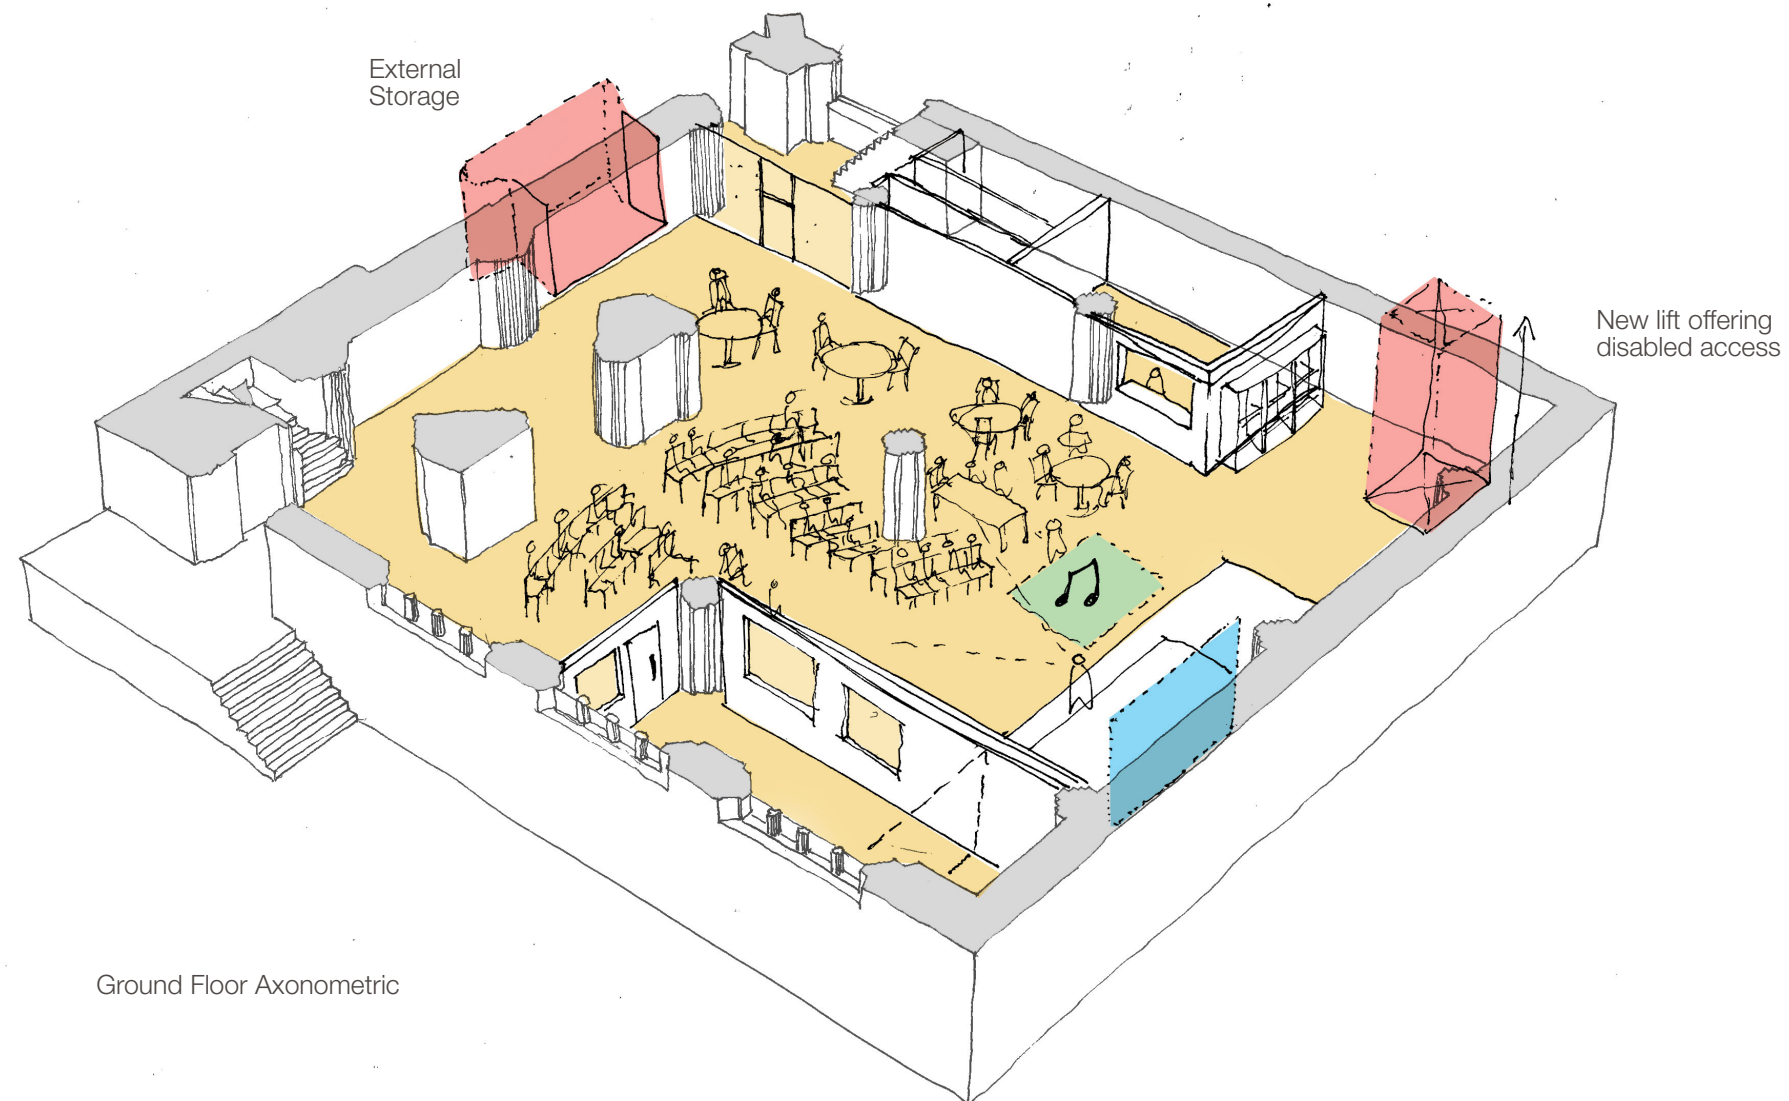 External
Storage
New lift offering
disabled access
Ground Floor Axonometric